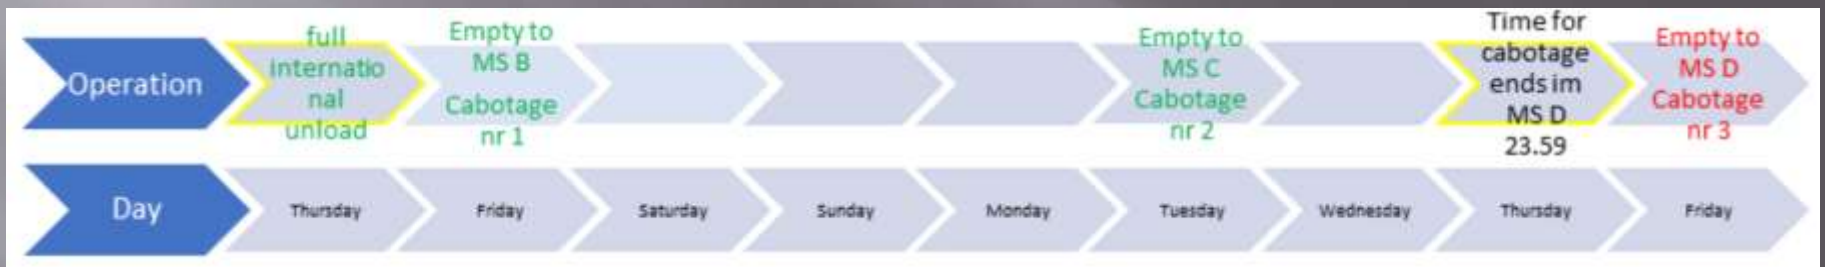 Operation
full
internatio
nal
unload
Empty to
MS B
Cabotage
nr 1
Empty to
MS C
Cabotage
nr 2
Time for
cabotage
ends im
MS D
23.59
Empty to
MS D
Cabotage
nr 3
Day
Thursday
Friday
Saturday
Sunday
Monday
Tuesday
Wednesday
Thursday
Friday